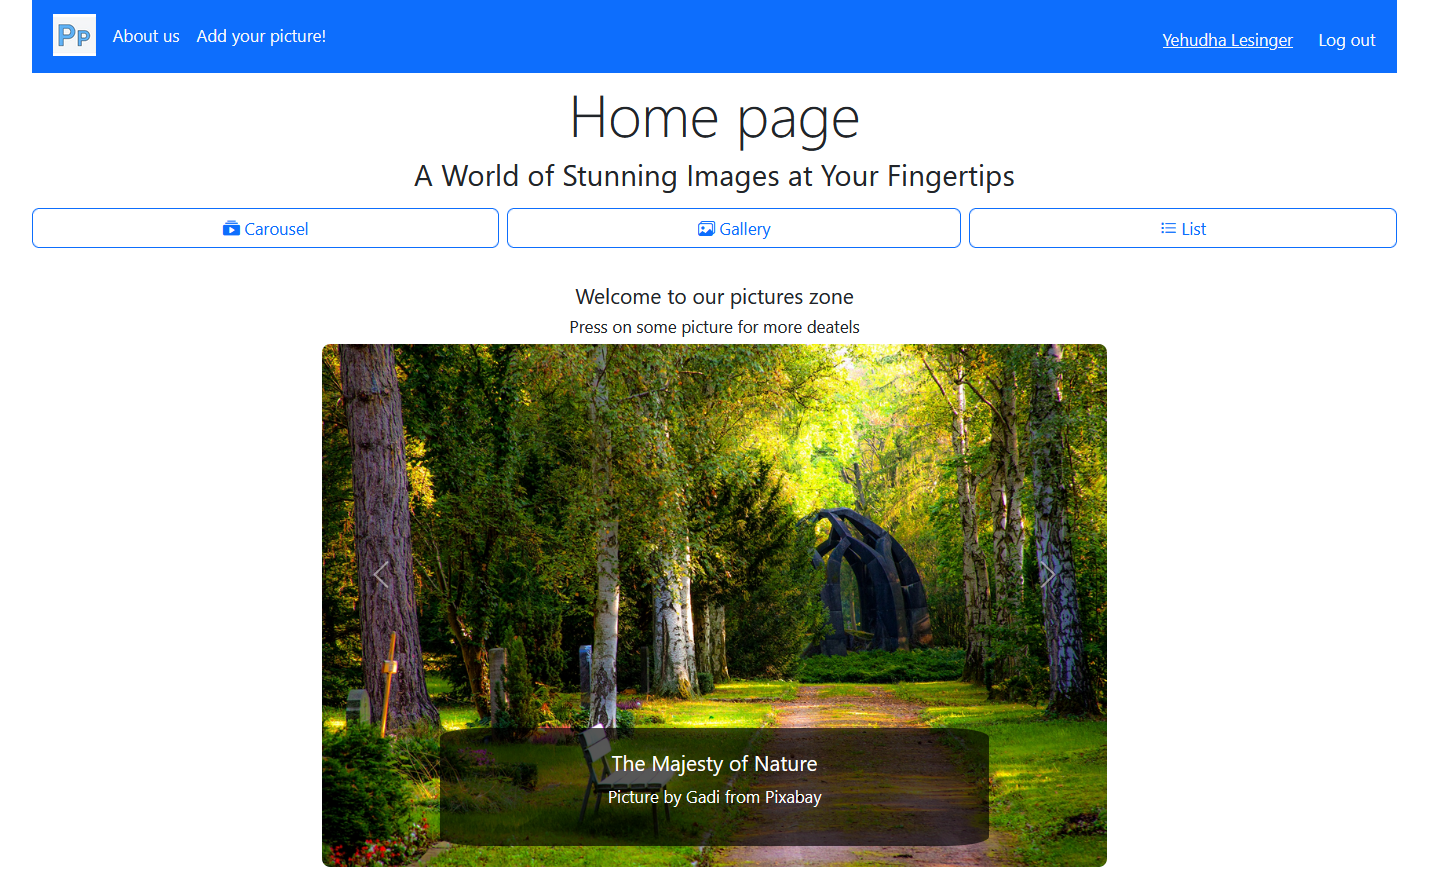 Pp About us Add your picture! Yehudha Lesinger Log out
Home page
A World of Stunning Images at Your Fingertips
Carousel Gallery List
Welcome to our pictures zone
Press on some picture for more deatels
The Majesty of Nature
Picture by Gadi from Pixabay